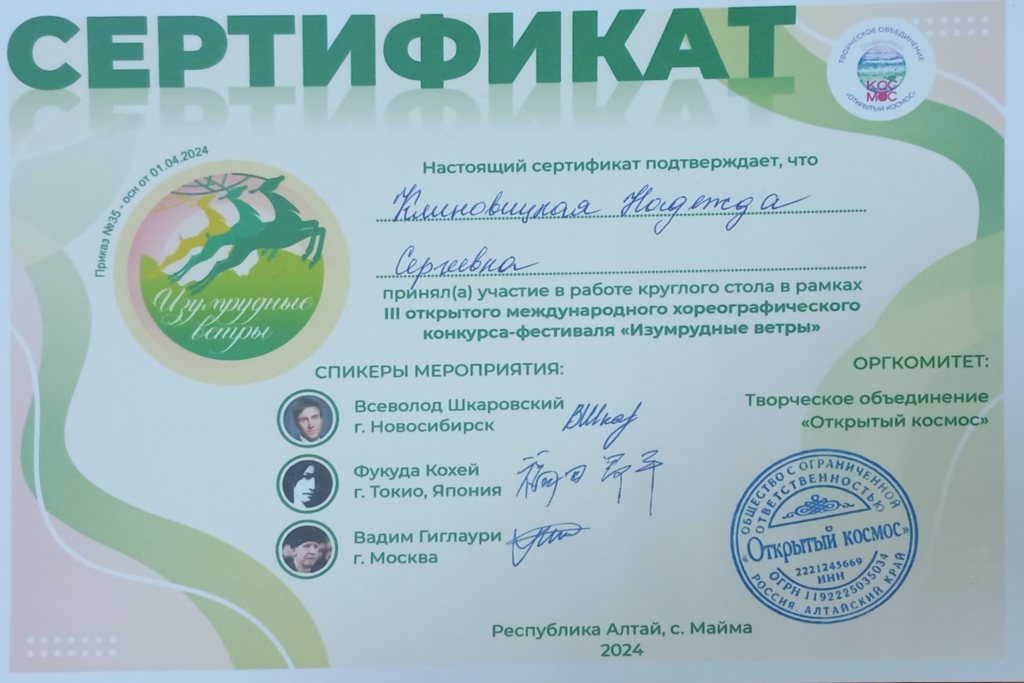 СЕРТИФИКАТ
ТВОРЧЕСКОЕ ОБЪЕДИНЕНИЕ
КОС
МОС
«ОТКРЫТЫЙ КОСМОС»
Приказ №35 - осн от 01.04.2024
Изумрудные
ветры
Настоящий сертификат подтверждает, что
Клиновицкая Надежда
Сергеевна
принял(а) участие в работе круглого стола в рамках
III открытого международного хореографического
конкурса-фестиваля «Изумрудные ветры»
СПИКЕРЫ МЕРОПРИЯТИЯ:
Всеволод Шкаровский
г. Новосибирск
Фукуда Кохей
г. Токио, Япония
Вадим Гиглаури
г. Москва
ОРГКОМИТЕТ:
Творческое объединение
«Открытый космос»
ОБЩЕСТВО С ОГРАНИЧЕННОЙ
ОТВЕТСТВЕННОСТЬЮ
"Открытый космос"
2221245669
ИНН
ОГРН 1192225035034
РОССИЯ. АЛТАЙСКИЙ КРАЙ
Республика Алтай, с. Майма
2024